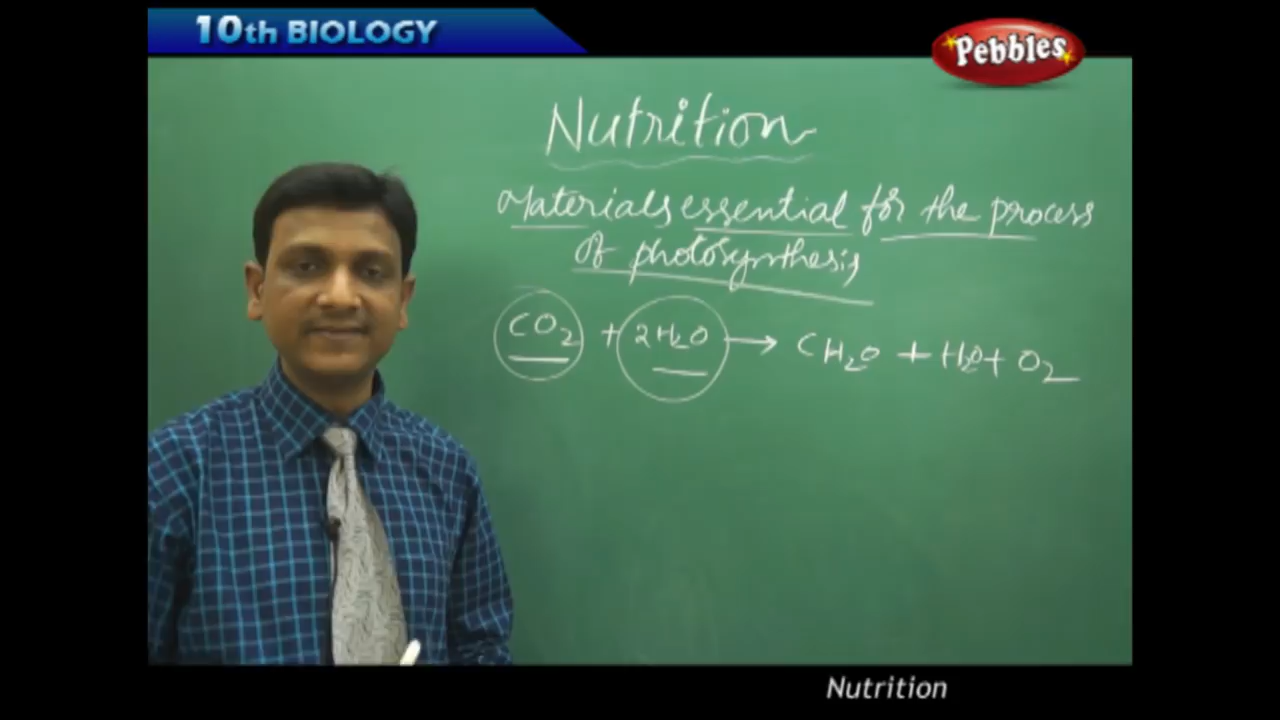 10th BIOLOGY
Pebbles
Nutrition
Materials essential for the process
of photosynthesis
CO2 + 2H2O → CH2O + H2O + O2
Nutrition